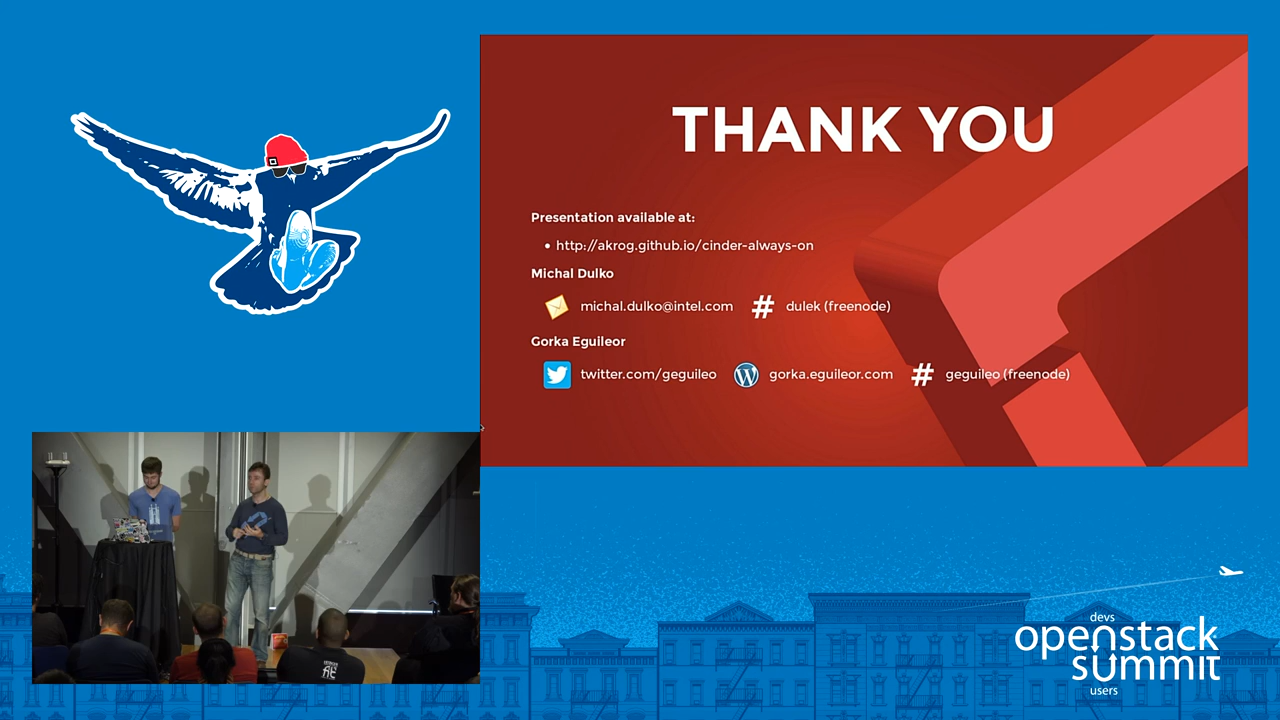 THANK YOU
Presentation available at:
• http://akrog.github.io/cinder-always-on
Michal Dulko
michal.dulko@intel.com # dulek (freenode)
Gorka Eguileor
twitter.com/geguileo gorka.eguileor.com # geguileo (freenode)
devs
openstack
summit
users